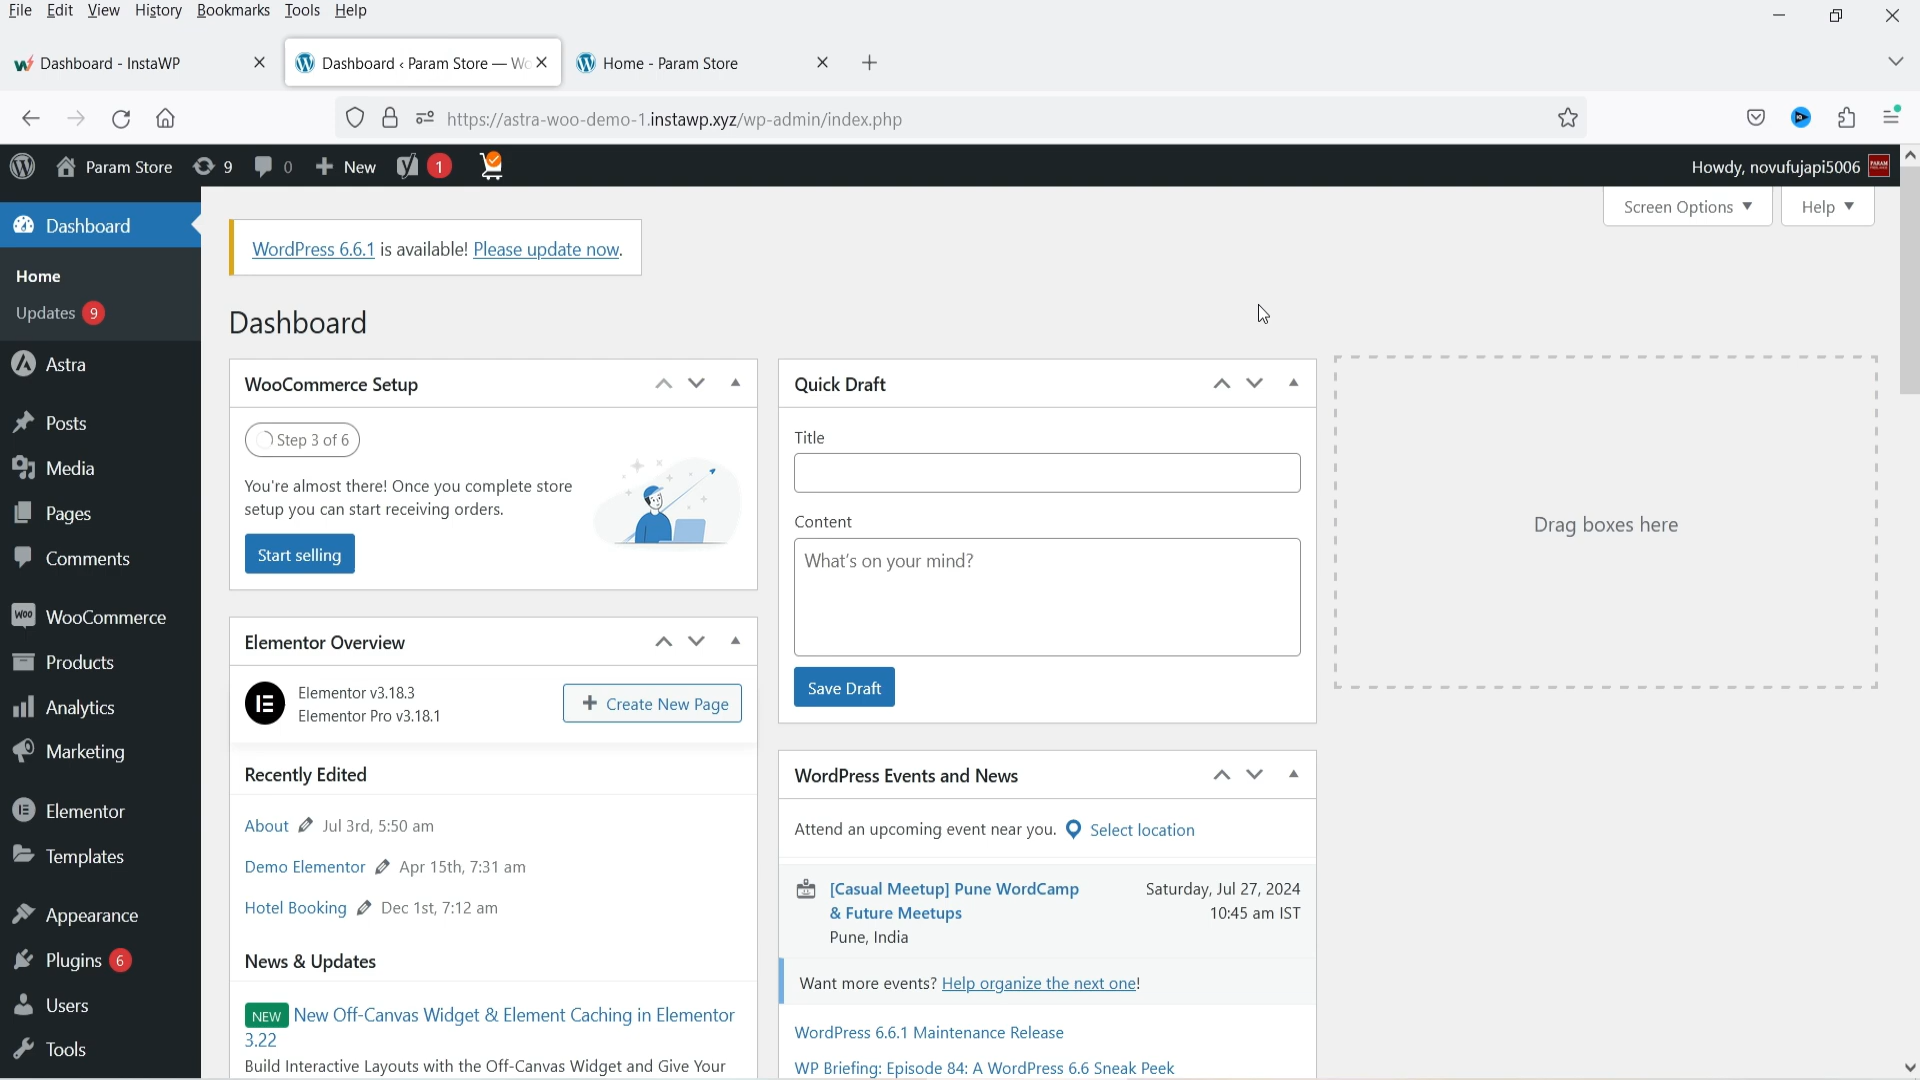 File Edit View History Bookmarks Tools Help
Dashboard - InstaWP
Dashboard ‹ Param Store — Wo
Home - Param Store
https://astra-woo-demo-1.instawp.xyz/wp-admin/index.php
Param Store 9 0 New 1
Howdy, novufujapi5006
PARAM
Dashboard
Home
Updates 9
Astra
Posts
Media
Pages
Comments
WooCommerce
Products
Analytics
Marketing
Elementor
Templates
Appearance
Plugins 6
Users
Tools
Screen Options
Help
WordPress 6.6.1 is available! Please update now.
Dashboard
WooCommerce Setup
Step 3 of 6
You're almost there! Once you complete store
setup you can start receiving orders.
Start selling
Elementor Overview
Elementor v3.18.3
Elementor Pro v3.18.1
Create New Page
Recently Edited
About Jul 3rd, 5:50 am
Demo Elementor Apr 15th, 7:31 am
Hotel Booking Dec 1st, 7:12 am
News & Updates
NEW New Off-Canvas Widget & Element Caching in Elementor
3.22
Build Interactive Layouts with the Off-Canvas Widget and Give Your
Quick Draft
Title
Content
What's on your mind?
Save Draft
WordPress Events and News
Attend an upcoming event near you. Select location
[Casual Meetup] Pune WordCamp
& Future Meetups
Pune, India
Saturday, Jul 27, 2024
10:45 am IST
Want more events? Help organize the next one!
WordPress 6.6.1 Maintenance Release
WP Briefing: Episode 84: A WordPress 6.6 Sneak Peek
Drag boxes here